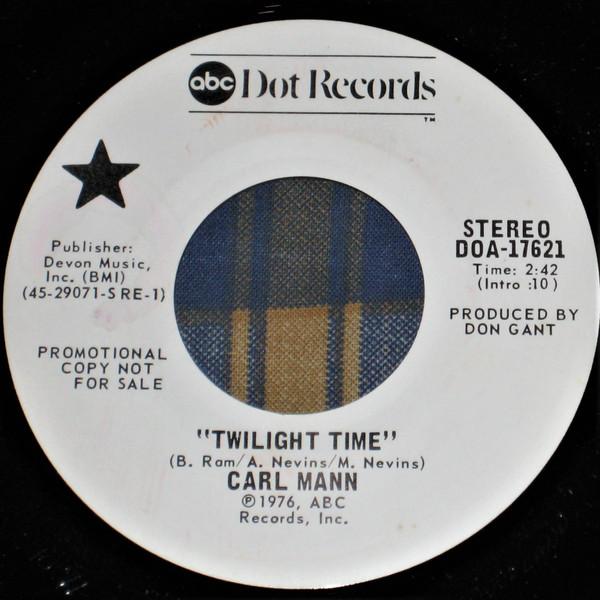 abc Dot Records
TM
Publisher:
Devon Music,
Inc. (BMI)
(45-29071-S RE-1)
PROMOTIONAL
COPY NOT
FOR SALE
STEREO
DOA-17621
Time: 2:42
(Intro :10)
PRODUCED BY
DON GANT
"TWILIGHT TIME"
(B. Ram/A. Nevins/M. Nevins)
CARL MANN
℗1976, ABC
Records, Inc.